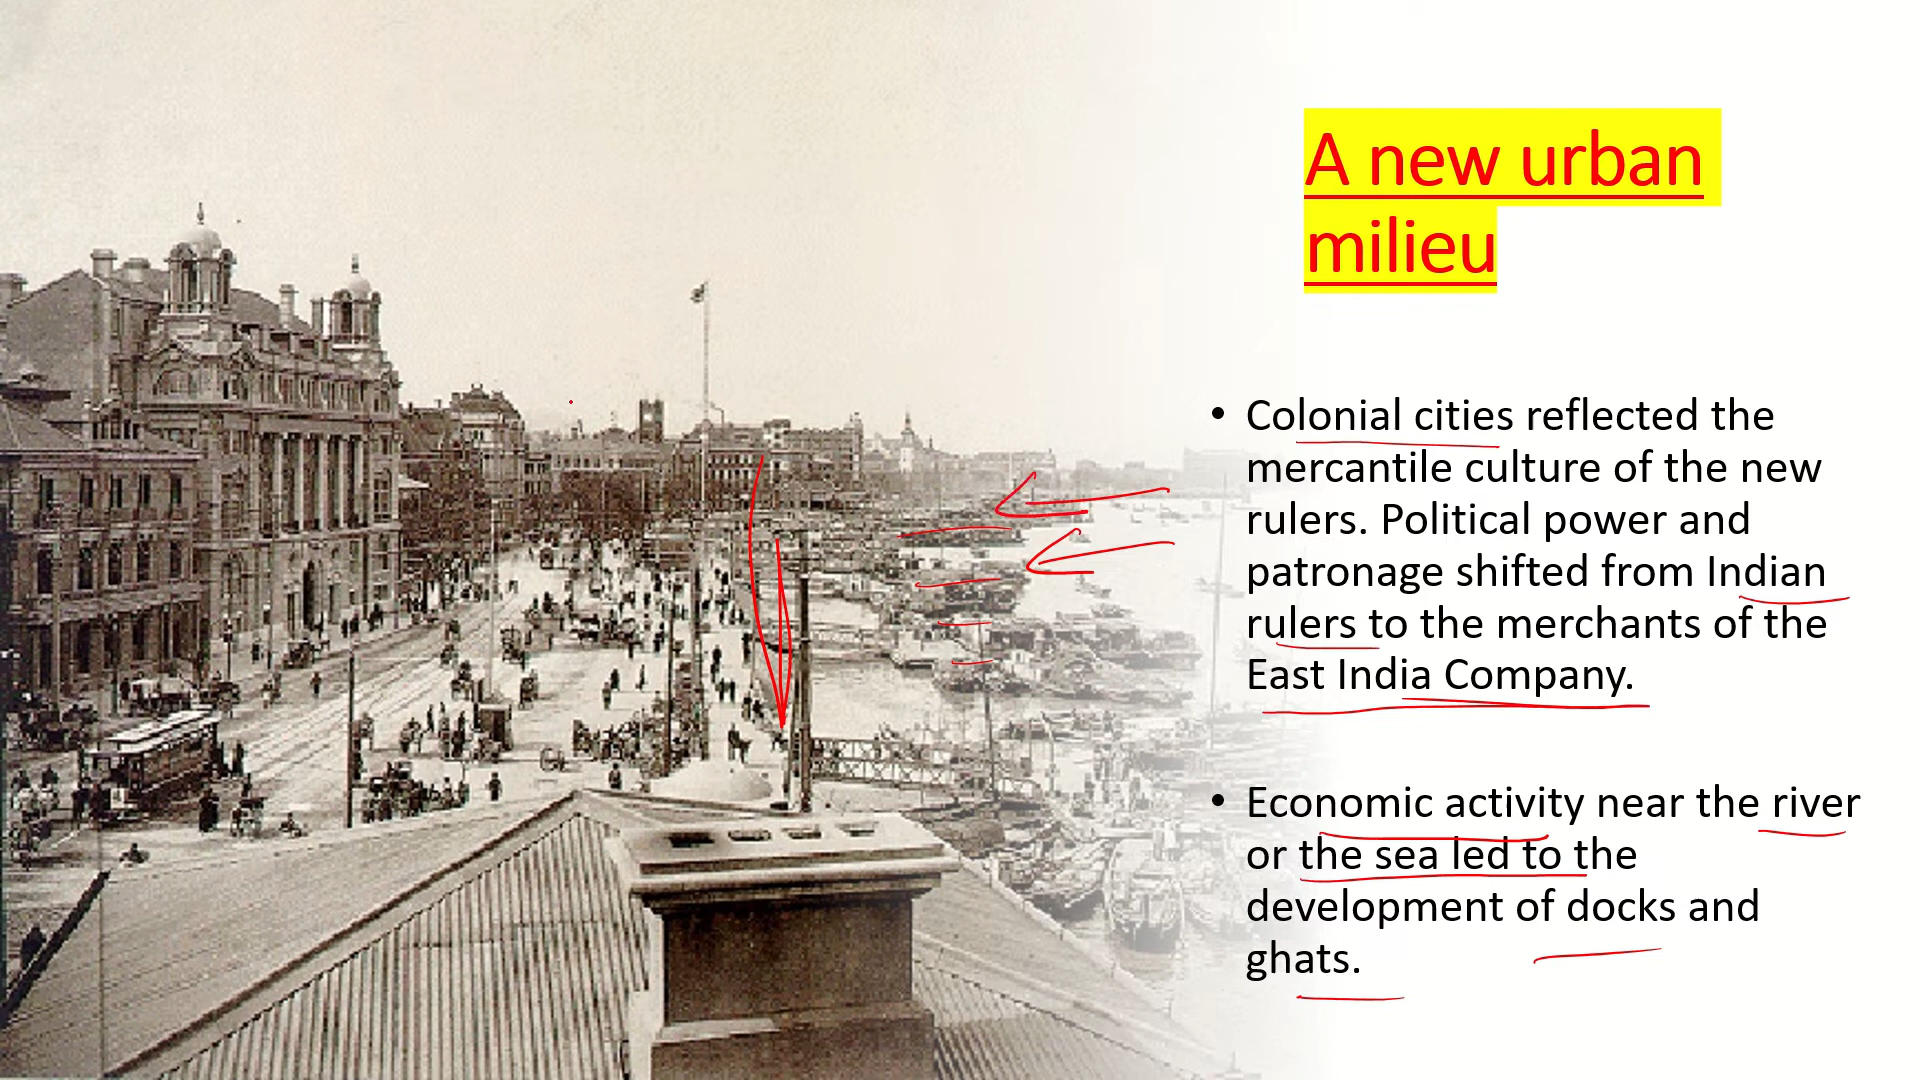 A new urban
milieu
• Colonial cities reflected the
mercantile culture of the new
rulers. Political power and
patronage shifted from Indian
rulers to the merchants of the
East India Company.
• Economic activity near the river
or the sea led to the
development of docks and
ghats.